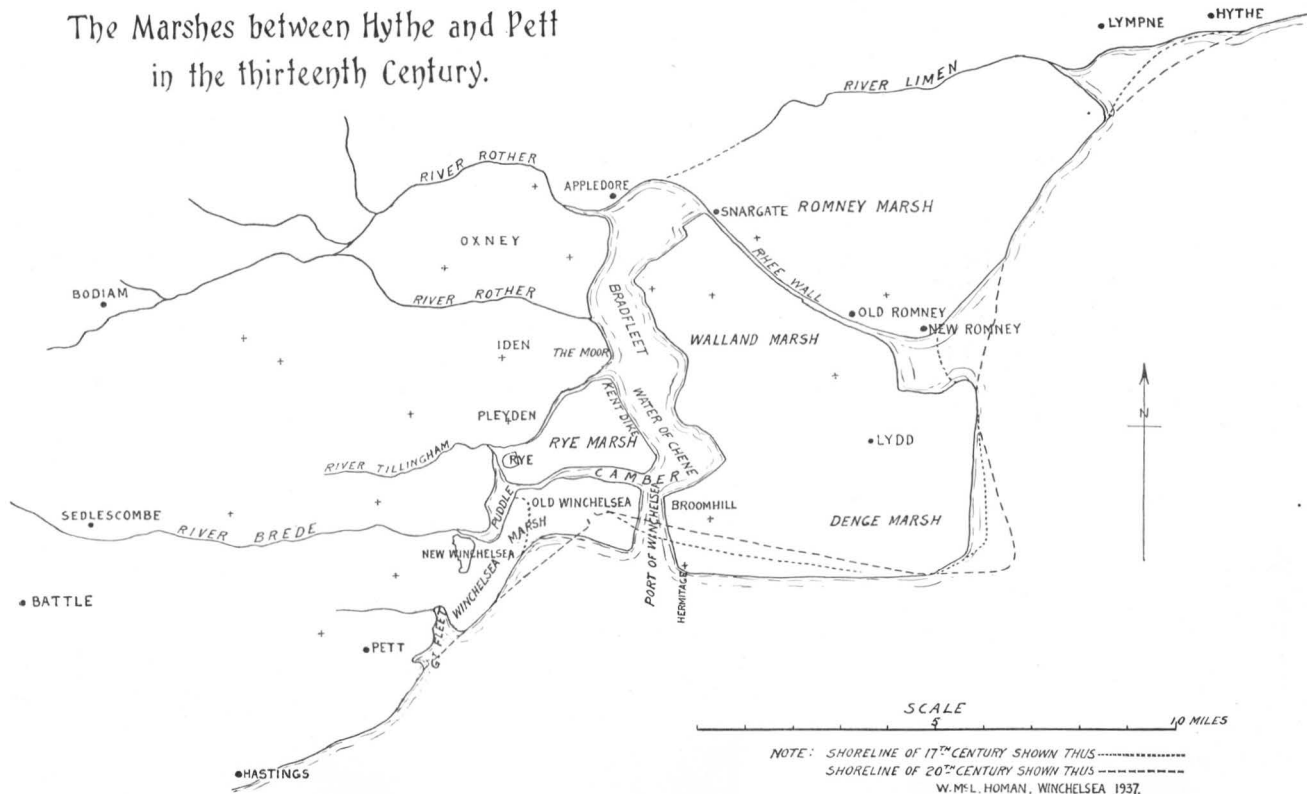 The Marshes between Hythe and Pett
in the thirteenth Century.
LYMPNE
HYTHE
RIVER LIMEN
RIVER ROTHER
APPLEDORE
SNARGATE
ROMNEY MARSH
OXNEY
RHEE WALL
BODIAM
RIVER ROTHER
BRADFLEET
OLD ROMNEY
NEW ROMNEY
IDEN
THE MOOR
WALLAND MARSH
KENT DIKE
WATER OF CHENE
PLEYDEN
RYE MARSH
LYDD
N
RIVER TILLINGHAM
RYE
CAMBER
PUDDLE
OLD WINCHELSEA
BROOMHILL
SEDLESCOMBE
RIVER BREDE
DENGE MARSH
NEW WINCHELSEA
WINCHELSEA MARSH
PORT OF WINCHELSEA
HERMITAGE
BATTLE
PETT
GT FLEET
HASTINGS
SCALE
5
10 MILES
NOTE: SHORELINE OF 17TH CENTURY SHOWN THUS
SHORELINE OF 20TH CENTURY SHOWN THUS
W. McL. HOMAN, WINCHELSEA 1937.